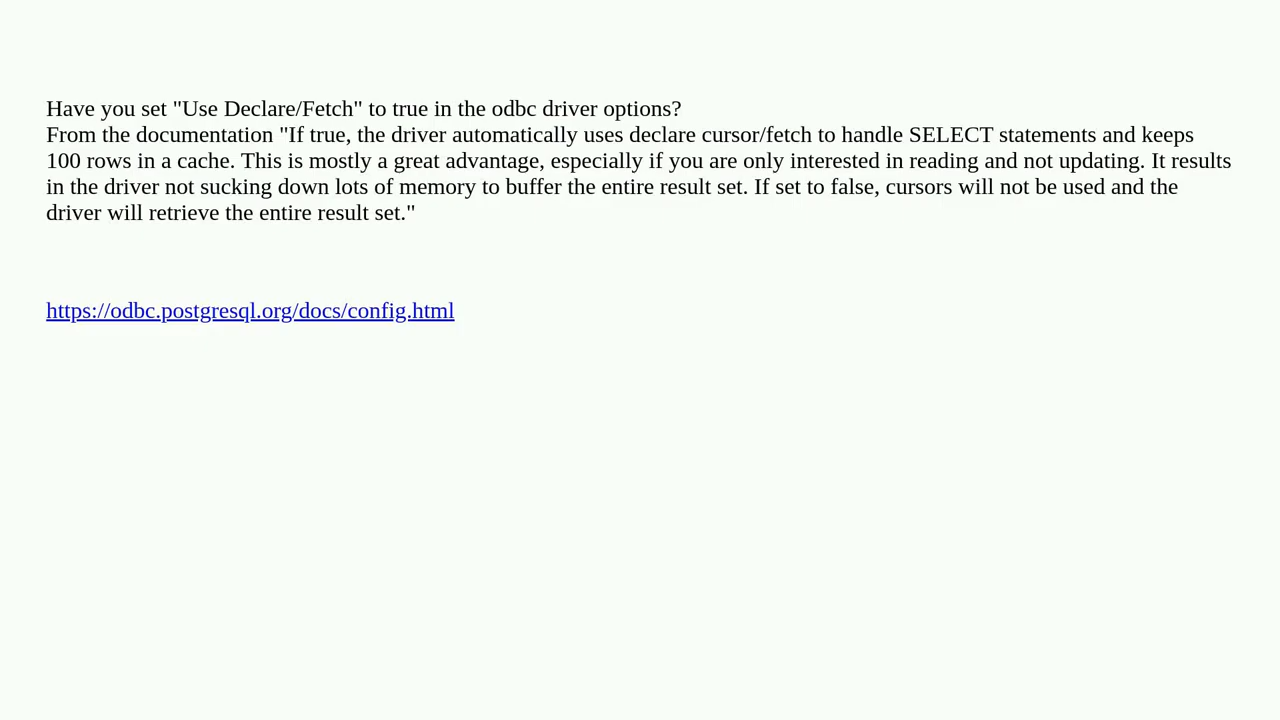 Have you set "Use Declare/Fetch" to true in the odbc driver options?
From the documentation "If true, the driver automatically uses declare cursor/fetch to handle SELECT statements and keeps
100 rows in a cache. This is mostly a great advantage, especially if you are only interested in reading and not updating. It results
in the driver not sucking down lots of memory to buffer the entire result set. If set to false, cursors will not be used and the
driver will retrieve the entire result set."
https://odbc.postgresql.org/docs/config.html